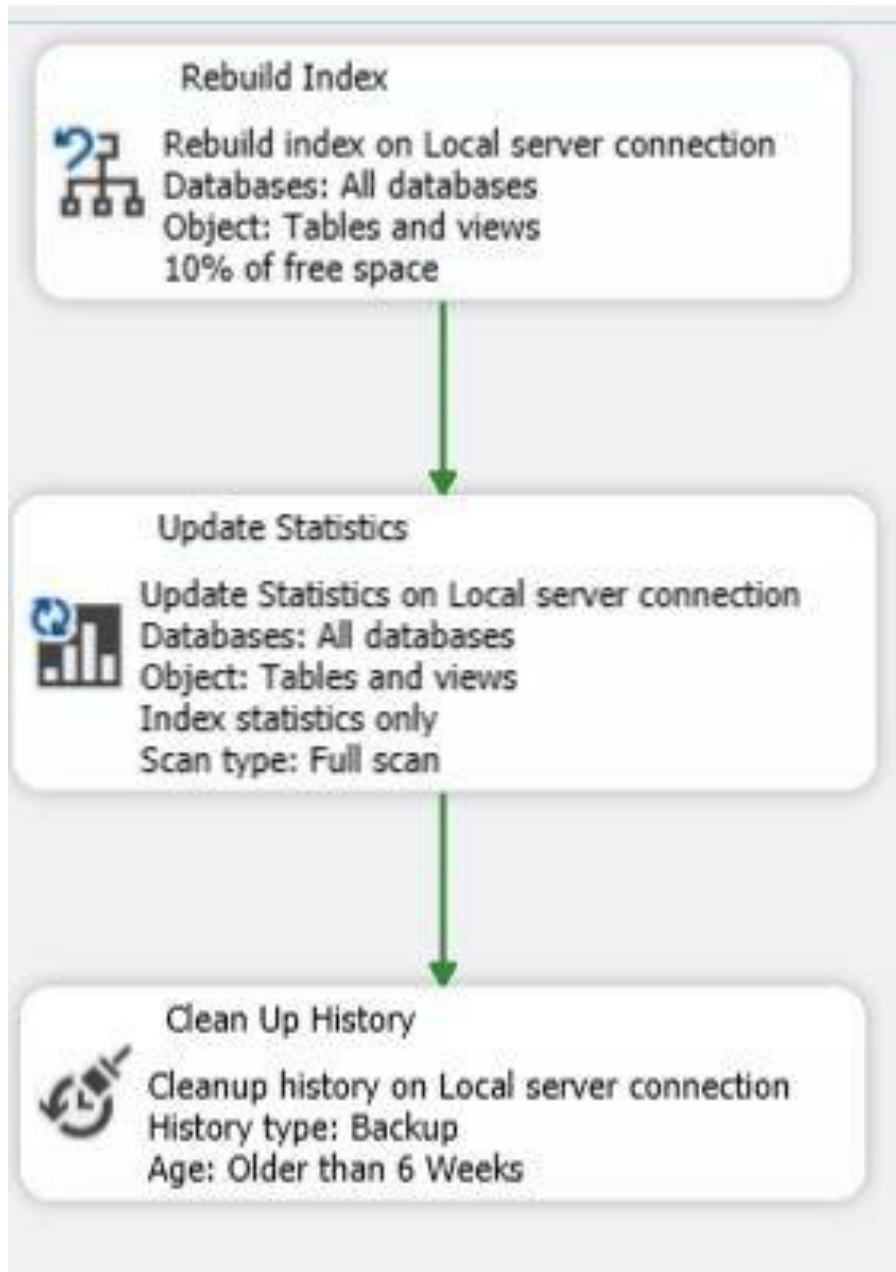 Rebuild Index
Rebuild index on Local server connection
Databases: All databases
Object: Tables and views
10% of free space
Update Statistics
Update Statistics on Local server connection
Databases: All databases
Object: Tables and views
Index statistics only
Scan type: Full scan
Clean Up History
Cleanup history on Local server connection
History type: Backup
Age: Older than 6 Weeks